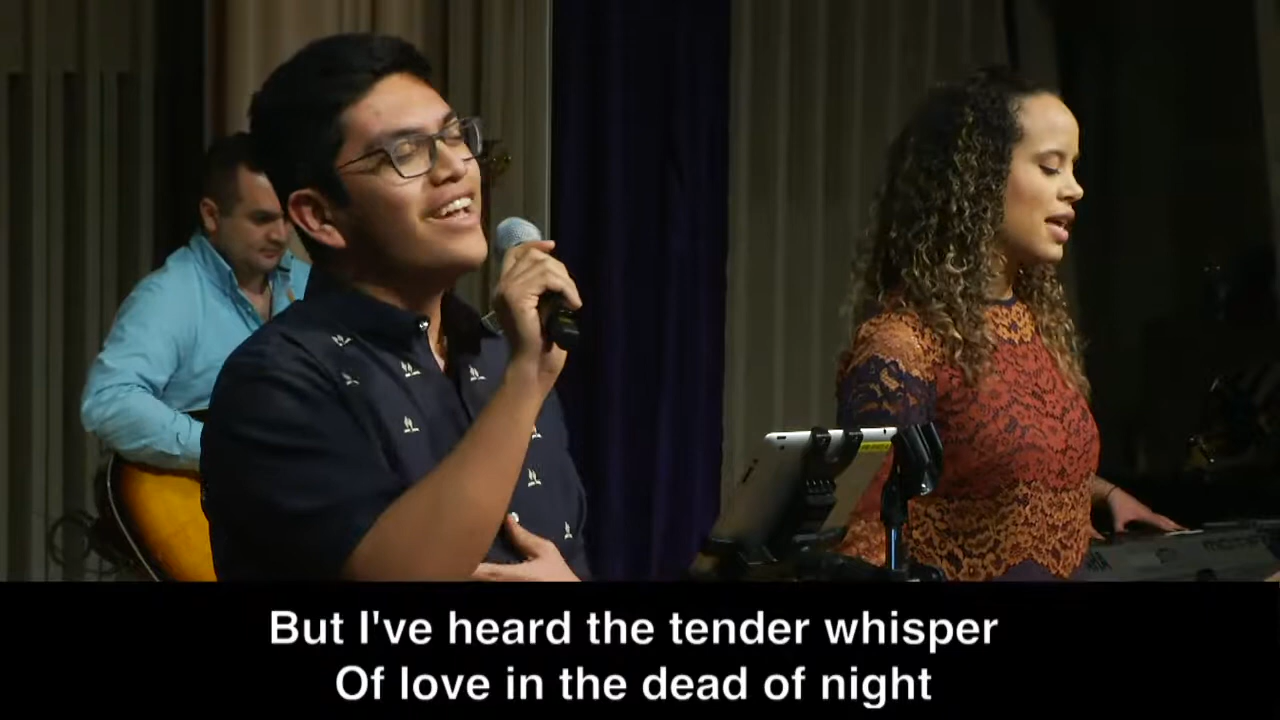 But I've heard the tender whisper
Of love in the dead of night